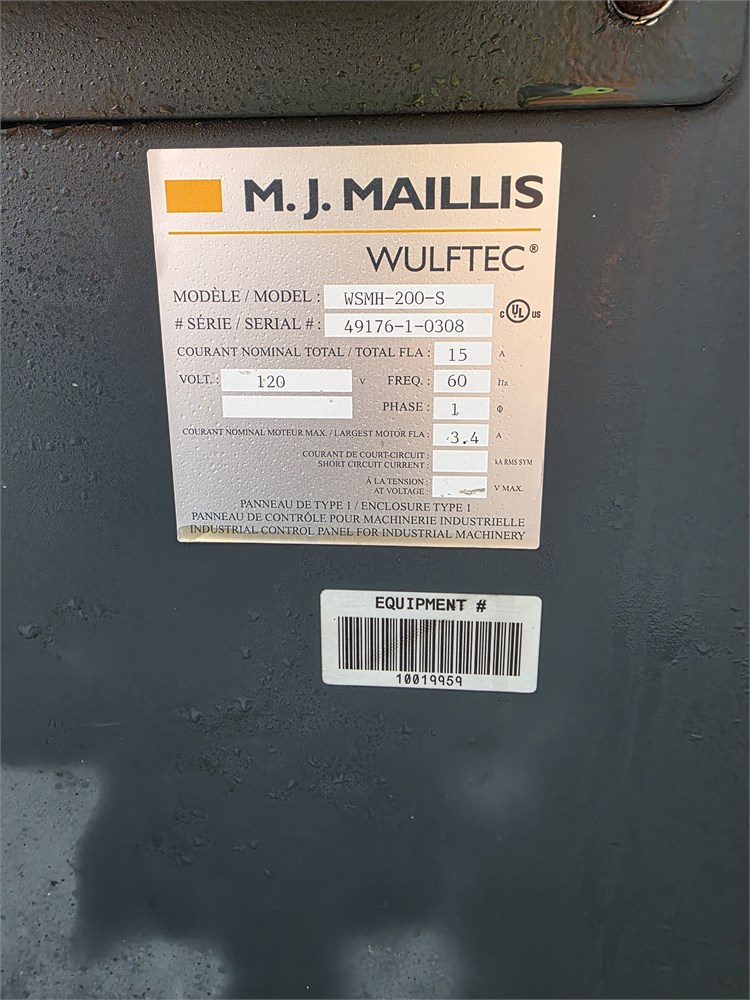 M. J. MAILLIS
WULFTEC®
MODÈLE / MODEL : WSMH-200-S
# SÉRIE / SERIAL # : 49176-1-0308
C UL US
COURANT NOMINAL TOTAL / TOTAL FLA : 15 A
VOLT. : 120 V FREQ. : 60 Hz
PHASE : 1 Φ
COURANT NOMINAL MOTEUR MAX. / LARGEST MOTOR FLA : 3.4 A
COURANT DE COURT-CIRCUIT :
SHORT CIRCUIT CURRENT : kA RMS SYM
À LA TENSION :
AT VOLTAGE : V MAX.
PANNEAU DE TYPE 1 / ENCLOSURE TYPE 1
PANNEAU DE CONTRÔLE POUR MACHINERIE INDUSTRIELLE
INDUSTRIAL CONTROL PANEL FOR INDUSTRIAL MACHINERY
EQUIPMENT #
10019959